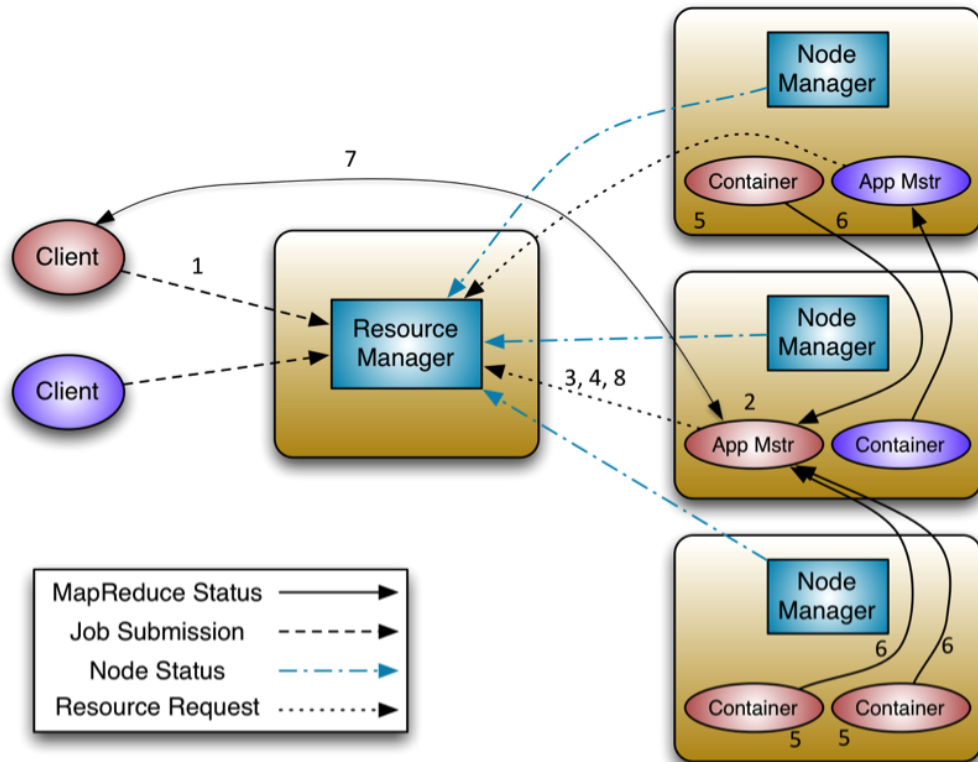 Node
Manager
7
Container
App Mstr
5
6
Client
1
Resource
Manager
Node
Manager
Client
3, 4, 8
2
App Mstr
Container
MapReduce Status
Job Submission
Node Status
Resource Request
Node
Manager
6
6
Container
Container
5
5